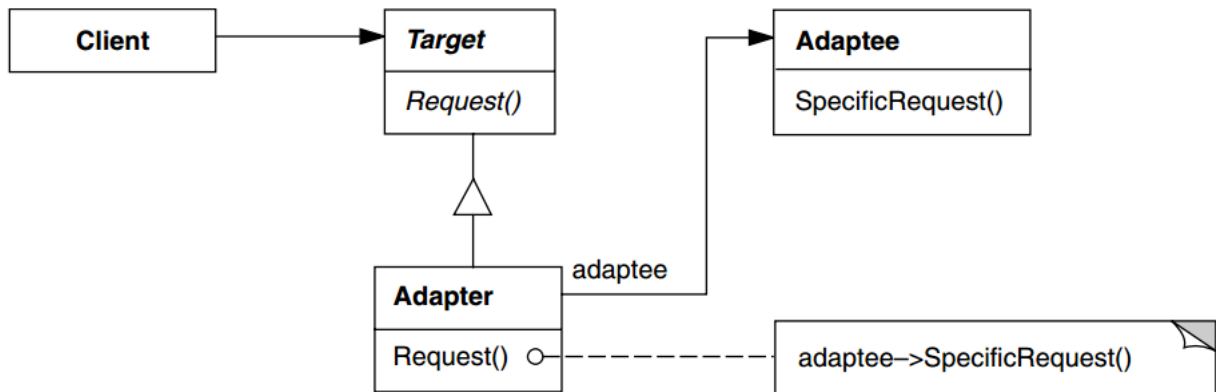 Client
Target
Request()
Adaptee
SpecificRequest()
adaptee
Adapter
Request()
adaptee–>SpecificRequest()